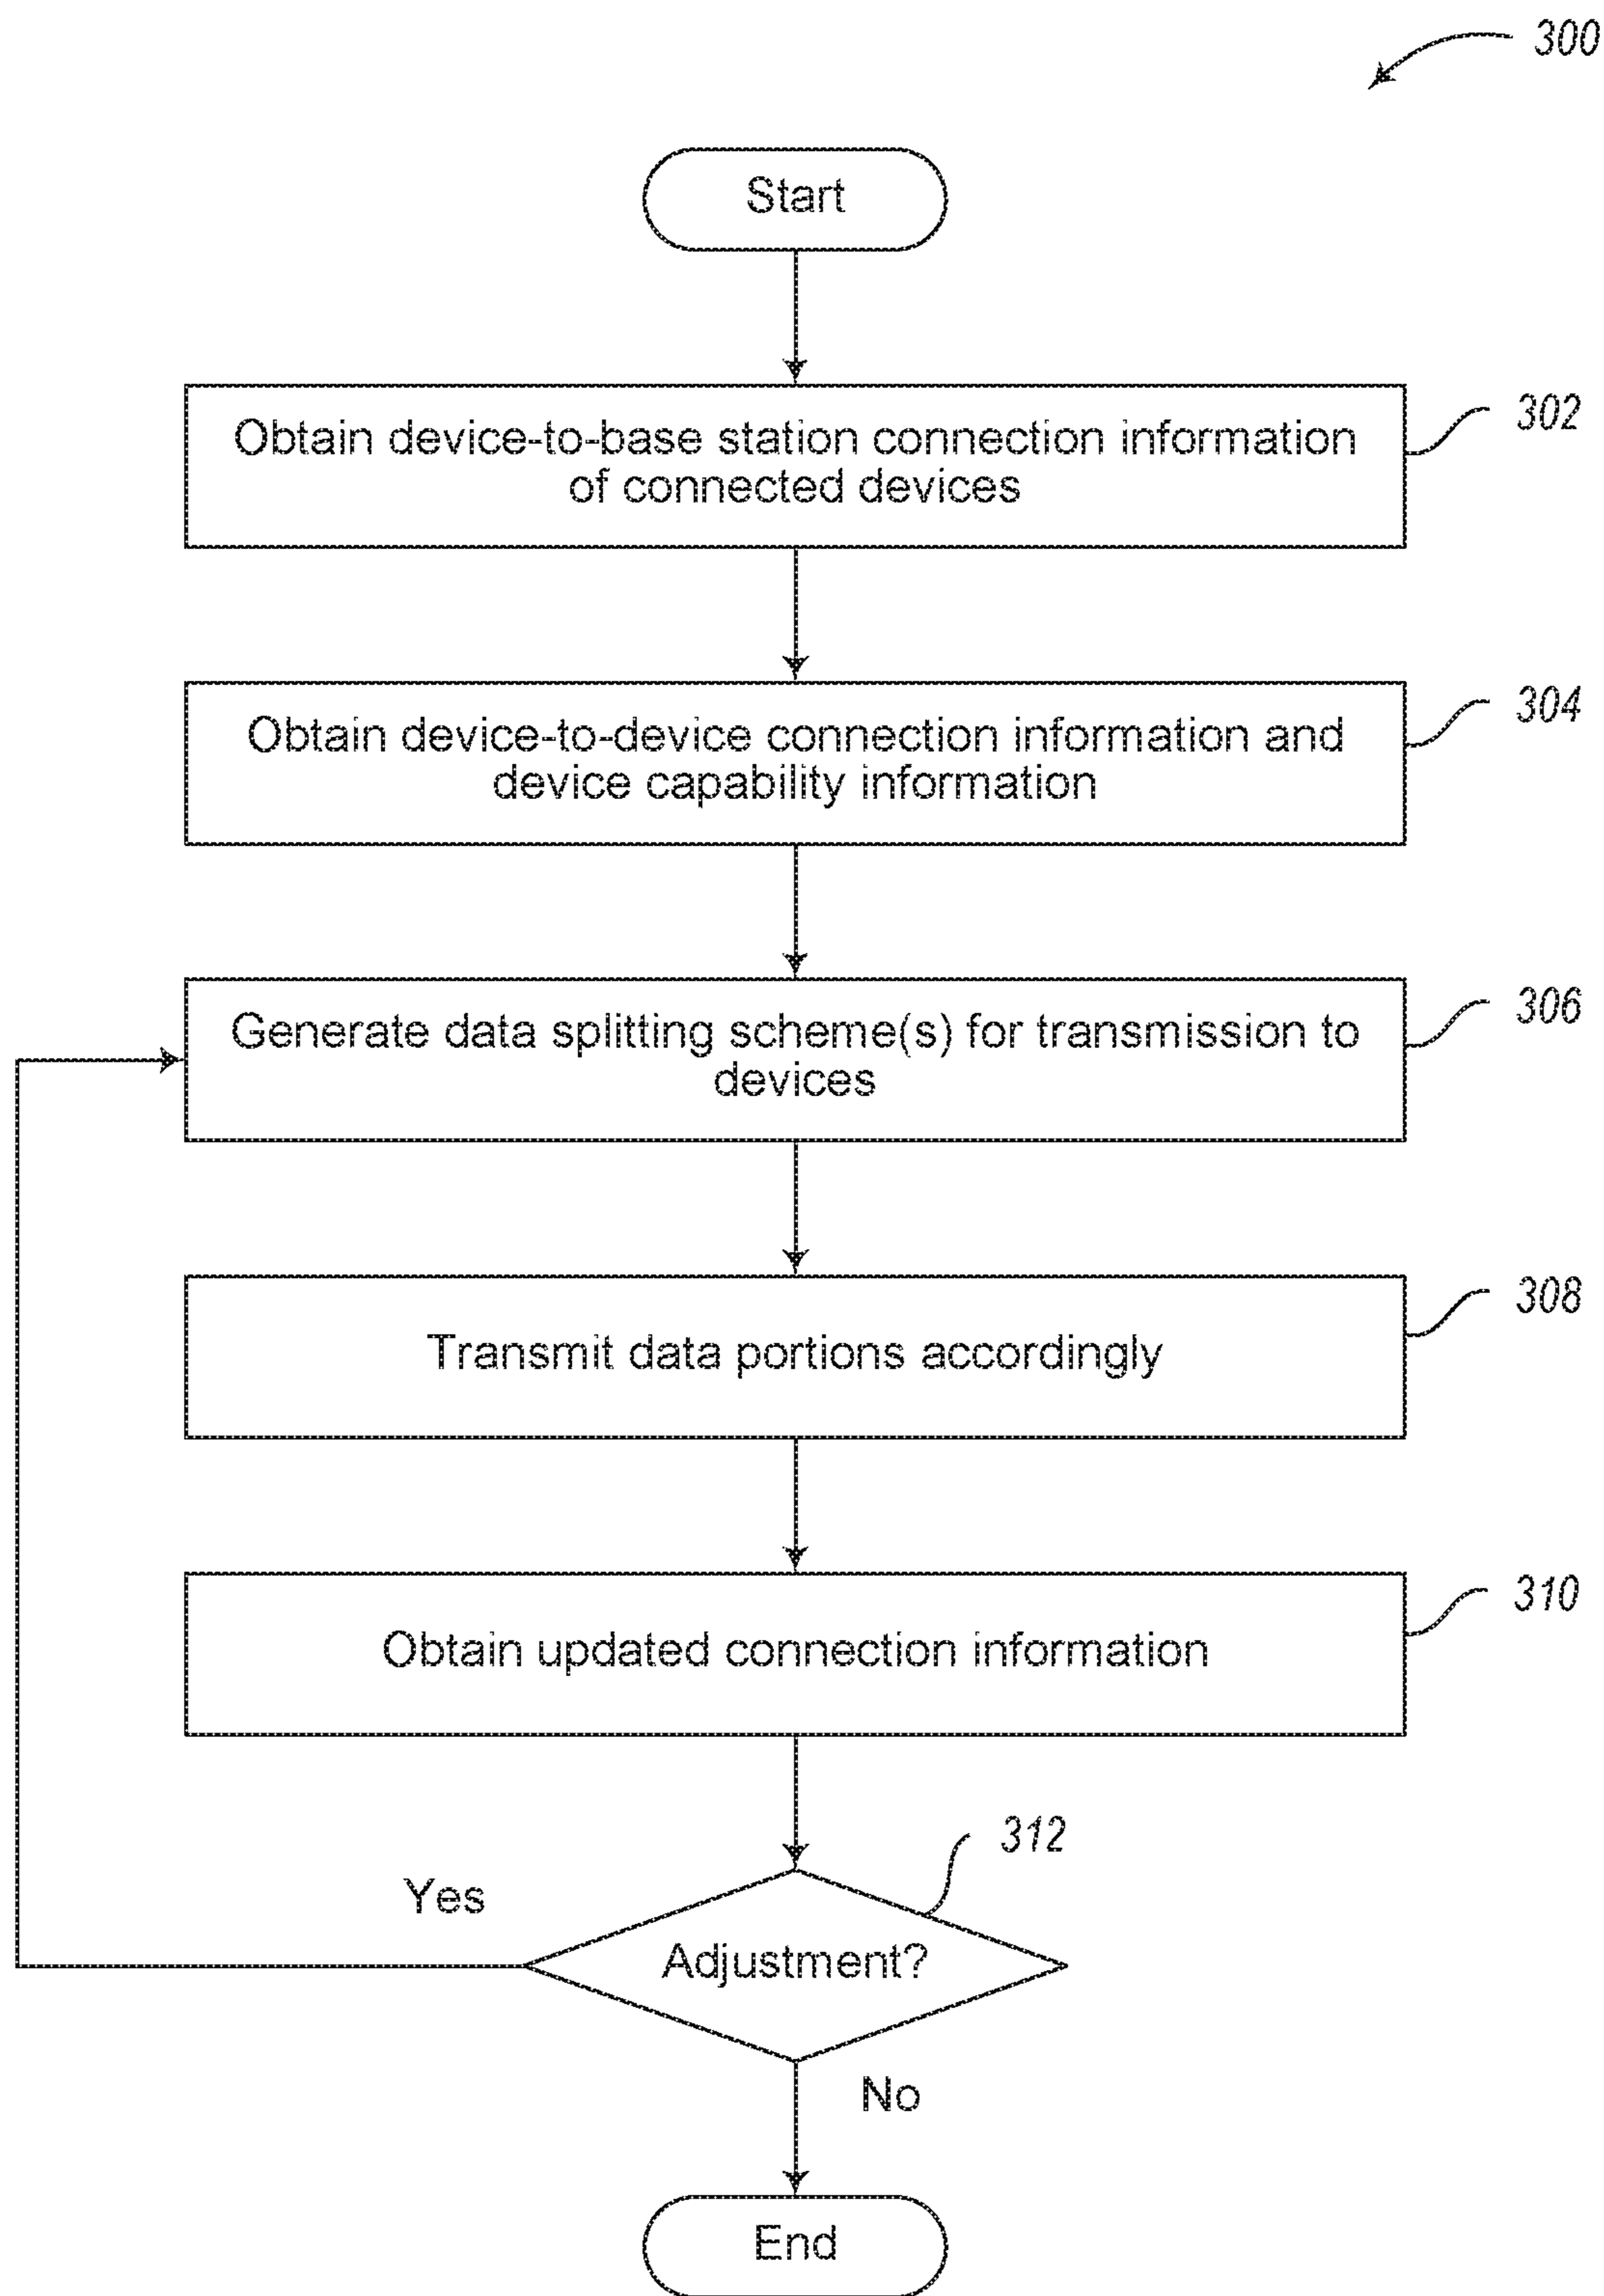 300
Start
Obtain device-to-base station connection information
of connected devices
302
Obtain device-to-device connection information and
device capability information
304
Generate data splitting scheme(s) for transmission to
devices
306
Transmit data portions accordingly
308
Obtain updated connection information
310
312
Yes
Adjustment?
No
End